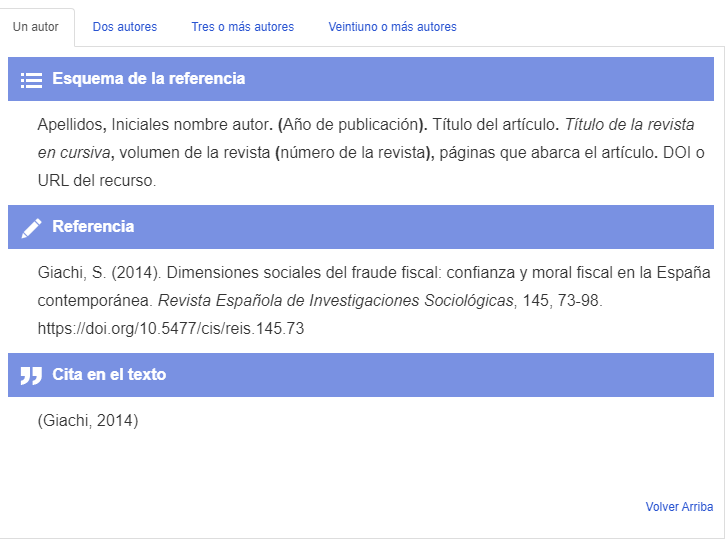 Un autor Dos autores Tres o más autores Veintiuno o más autores
Esquema de la referencia
Apellidos, Iniciales nombre autor. (Año de publicación). Título del artículo. Título de la revista
en cursiva, volumen de la revista (número de la revista), páginas que abarca el artículo. DOI o
URL del recurso.
Referencia
Giachi, S. (2014). Dimensiones sociales del fraude fiscal: confianza y moral fiscal en la España
contemporánea. Revista Española de Investigaciones Sociológicas, 145, 73-98.
https://doi.org/10.5477/cis/reis.145.73
Cita en el texto
(Giachi, 2014)
Volver Arriba